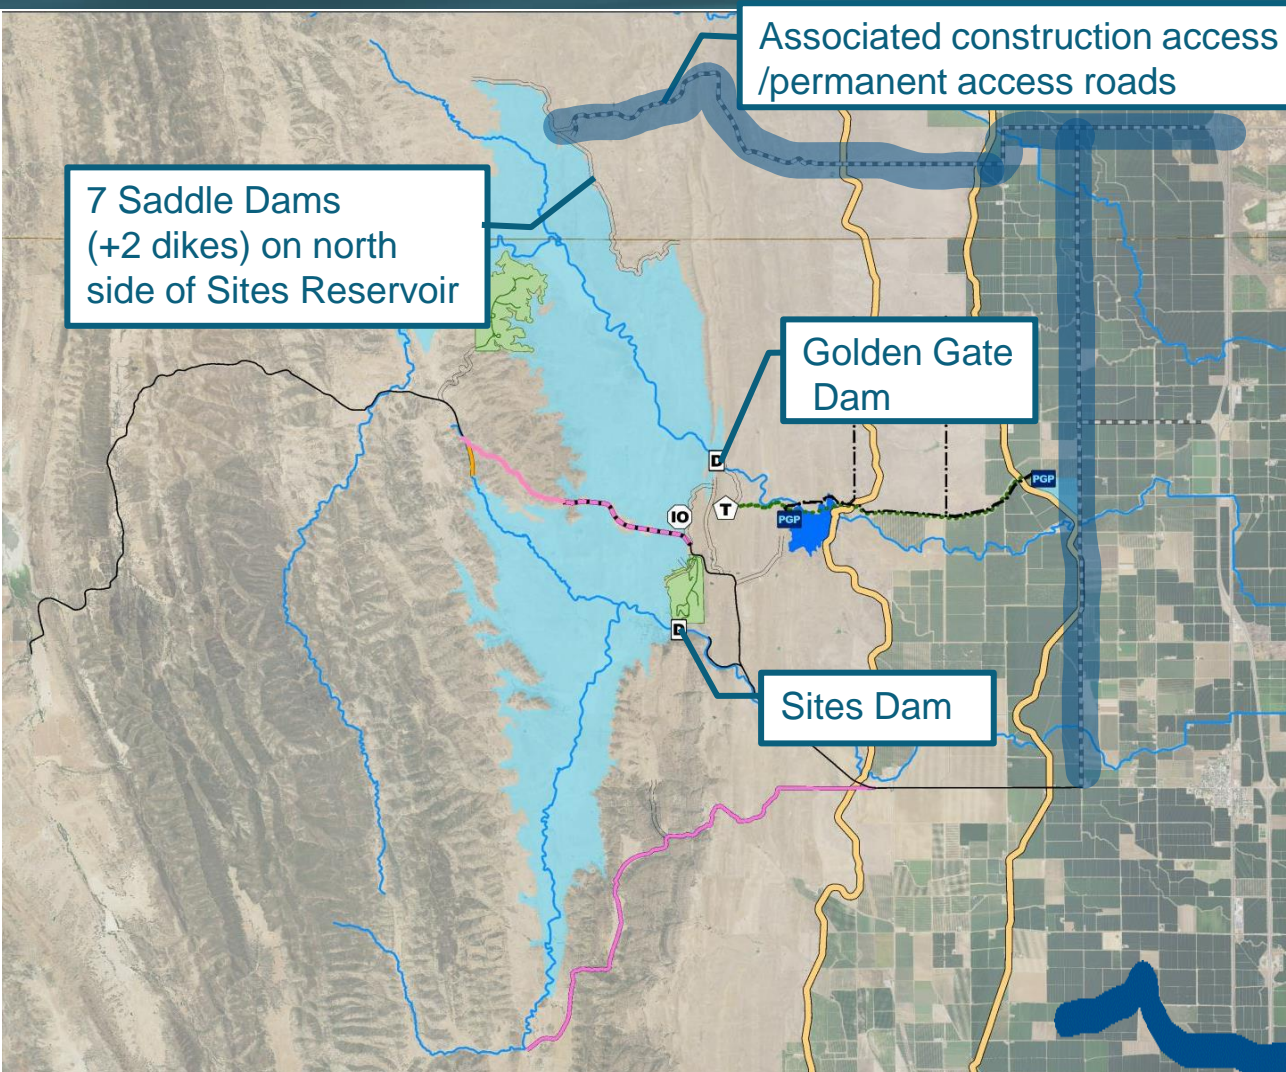 Associated construction access
/permanent access roads
7 Saddle Dams
(+2 dikes) on north
side of Sites Reservoir
Golden Gate
Dam
D
PGP
IO
T
PGP
D
Sites Dam